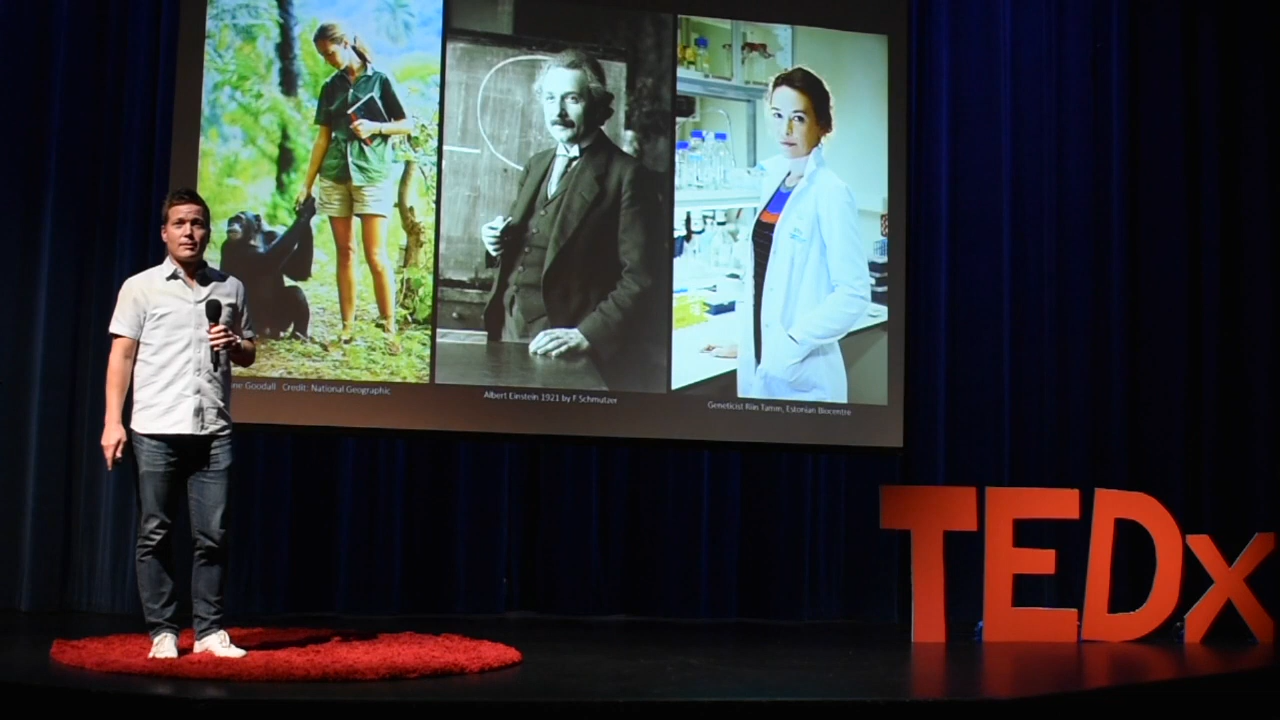 ne Goodall Credit: National Geographic
Albert Einstein 1921 by F Schmutzer
Geneticist Riin Tamm, Estonian Biocentre
TEDx